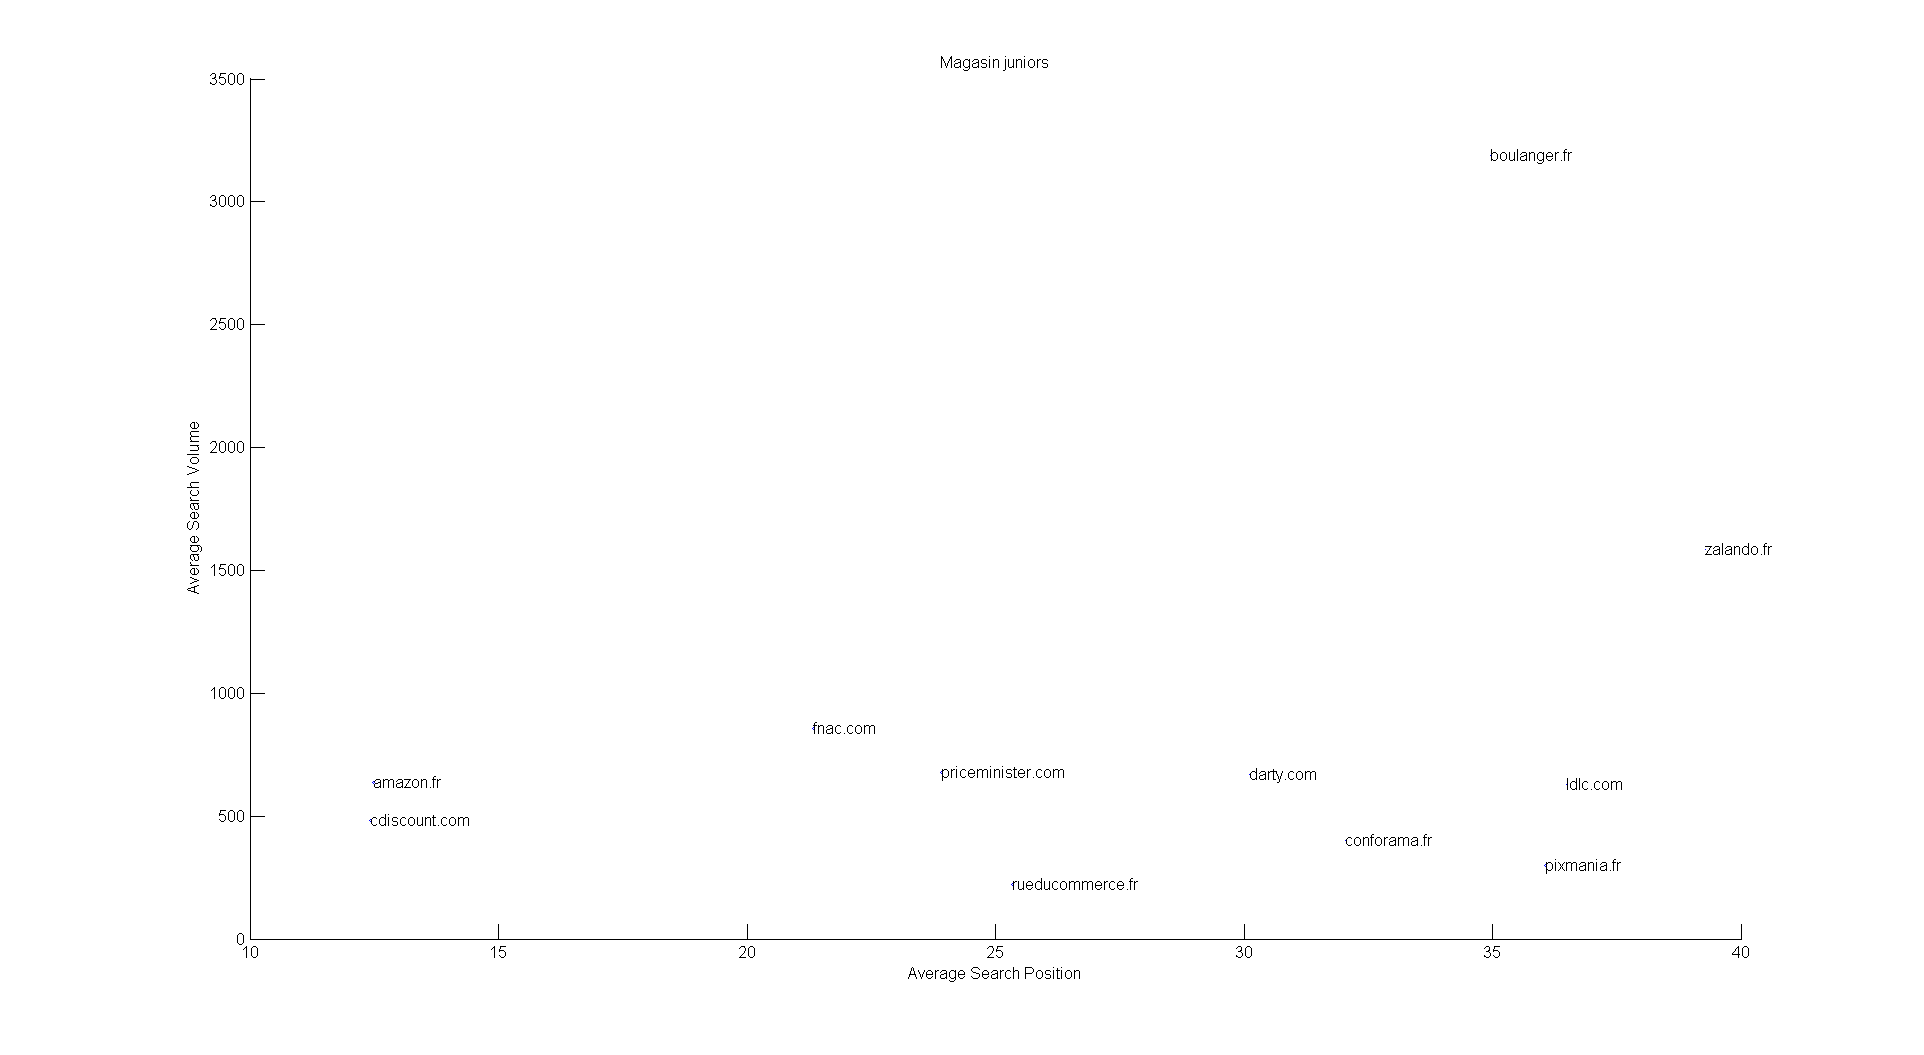 Magasin juniors
3500
boulanger.fr
3000
2500
2000
Average Search Volume
zalando.fr
1500
1000
fnac.com
priceminister.com
darty.com
amazon.fr
ldlc.com
500
cdiscount.com
conforama.fr
pixmania.fr
rueducommerce.fr
0
10 15 20 25 30 35 40
Average Search Position